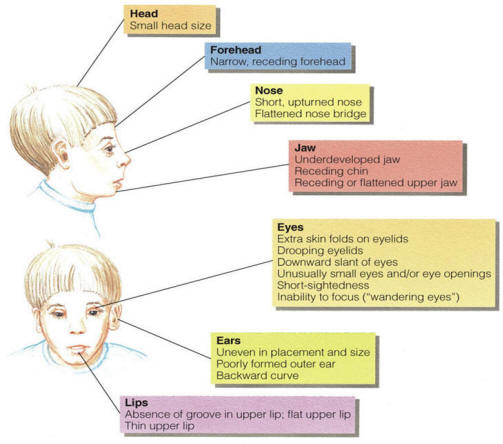 Head
Small head size
Forehead
Narrow, receding forehead
Nose
Short, upturned nose
Flattened nose bridge
Jaw
Underdeveloped jaw
Receding chin
Receding or flattened upper jaw
Eyes
Extra skin folds on eyelids
Drooping eyelids
Downward slant of eyes
Unusually small eyes and/or eye openings
Short-sightedness
Inability to focus (“wandering eyes”)
Ears
Uneven in placement and size
Poorly formed outer ear
Backward curve
Lips
Absence of groove in upper lip; flat upper lip
Thin upper lip